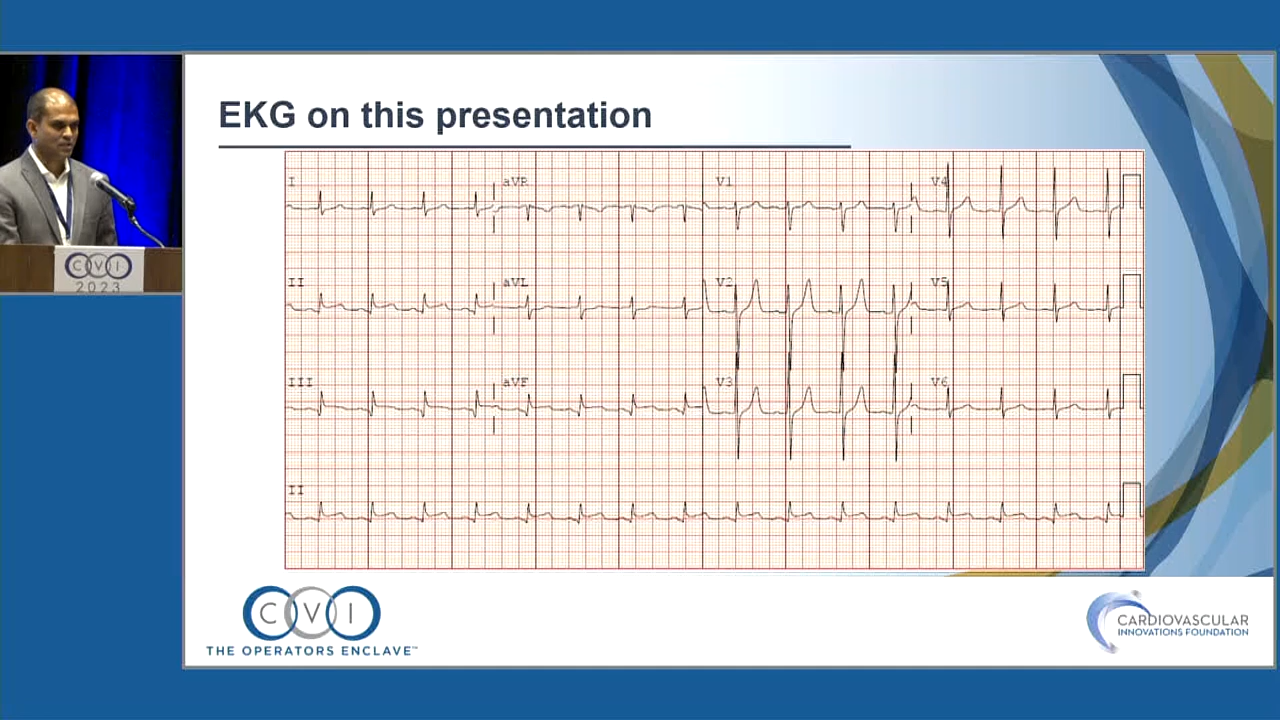 EKG on this presentation
I aVR V1 V4
II aVL V2 V5
III aVF V3 V6
II
CVI
2023
CVI
THE OPERATORS ENCLAVE™
CARDIOVASCULAR
INNOVATIONS FOUNDATION